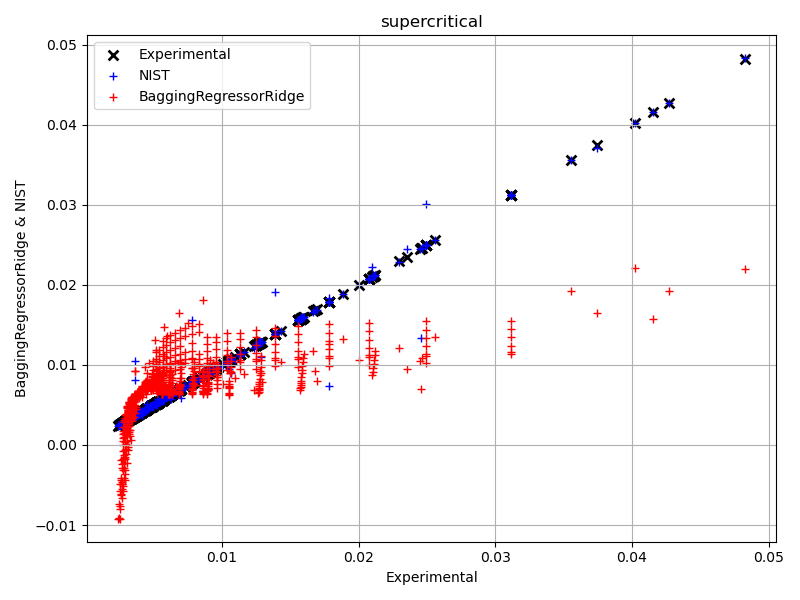 supercritical
Experimental
NIST
BaggingRegressorRidge
BaggingRegressorRidge & NIST
0.05
0.04
0.03
0.02
0.01
0.00
−0.01
0.01 0.02 0.03 0.04 0.05
Experimental